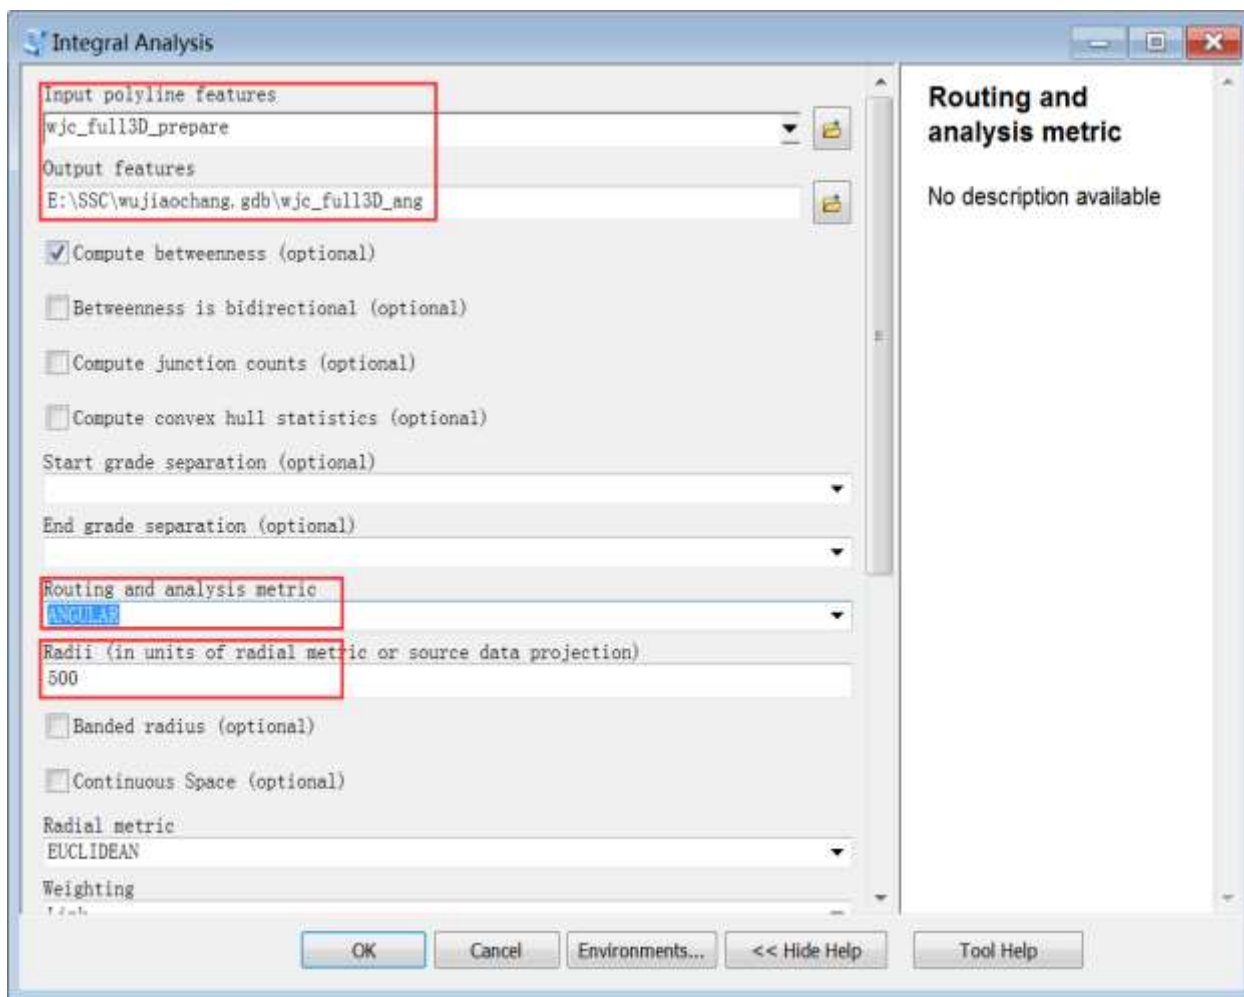 Integral Analysis
Input polyline features
wjc_full3D_prepare
Output features
E:\SSC\wujiaochang.gdb\wjc_full3D_ang
Compute betweenness (optional)
Betweenness is bidirectional (optional)
Compute junction counts (optional)
Compute convex hull statistics (optional)
Start grade separation (optional)
End grade separation (optional)
Routing and analysis metric
ANGULAR
Radii (in units of radial metric or source data projection)
500
Banded radius (optional)
Continuous Space (optional)
Radial metric
EUCLIDEAN
Weighting
Link
OK
Cancel
Environments...
<< Hide Help
Tool Help
Routing and
analysis metric
No description available